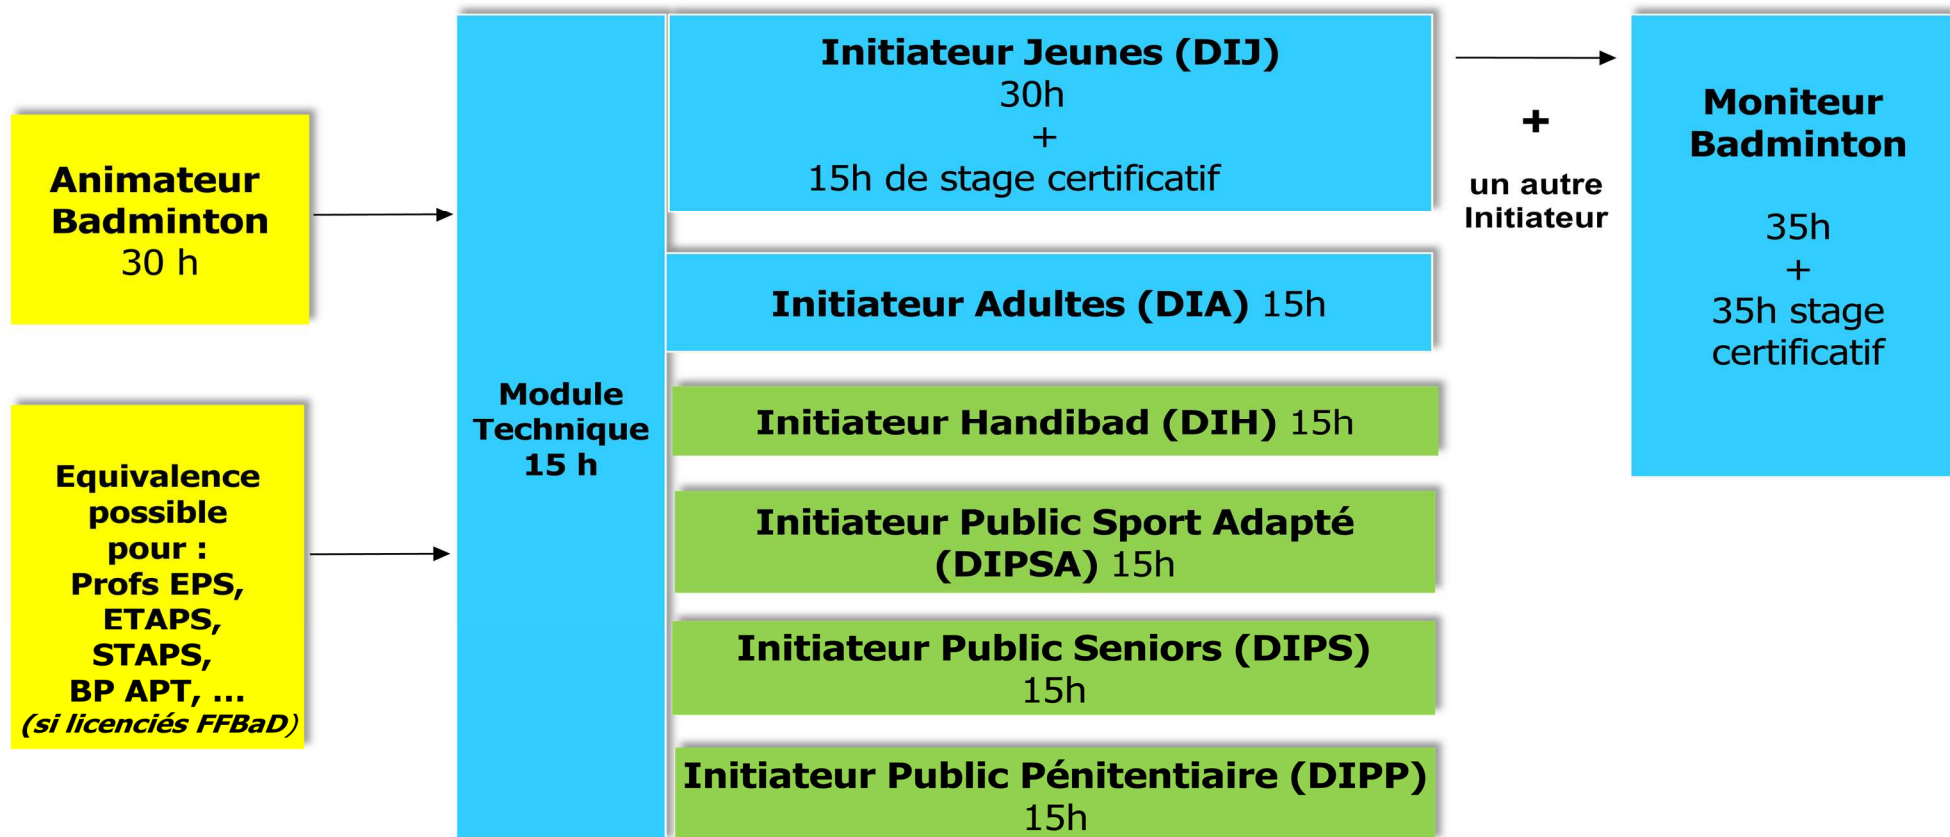 Animateur
Badminton
30 h
Equivalence
possible
pour :
Profs EPS,
ETAPS,
STAPS,
BP APT, ...
(si licenciés FFBaD)
Module
Technique
15 h
Initiateur Jeunes (DIJ)
30h
+
15h de stage certificatif
Initiateur Adultes (DIA) 15h
Initiateur Handibad (DIH) 15h
Initiateur Public Sport Adapté
(DIPSA) 15h
Initiateur Public Seniors (DIPS)
15h
Initiateur Public Pénitentiaire (DIPP)
15h
+
un autre
Initiateur
Moniteur
Badminton
35h
+
35h stage
certificatif